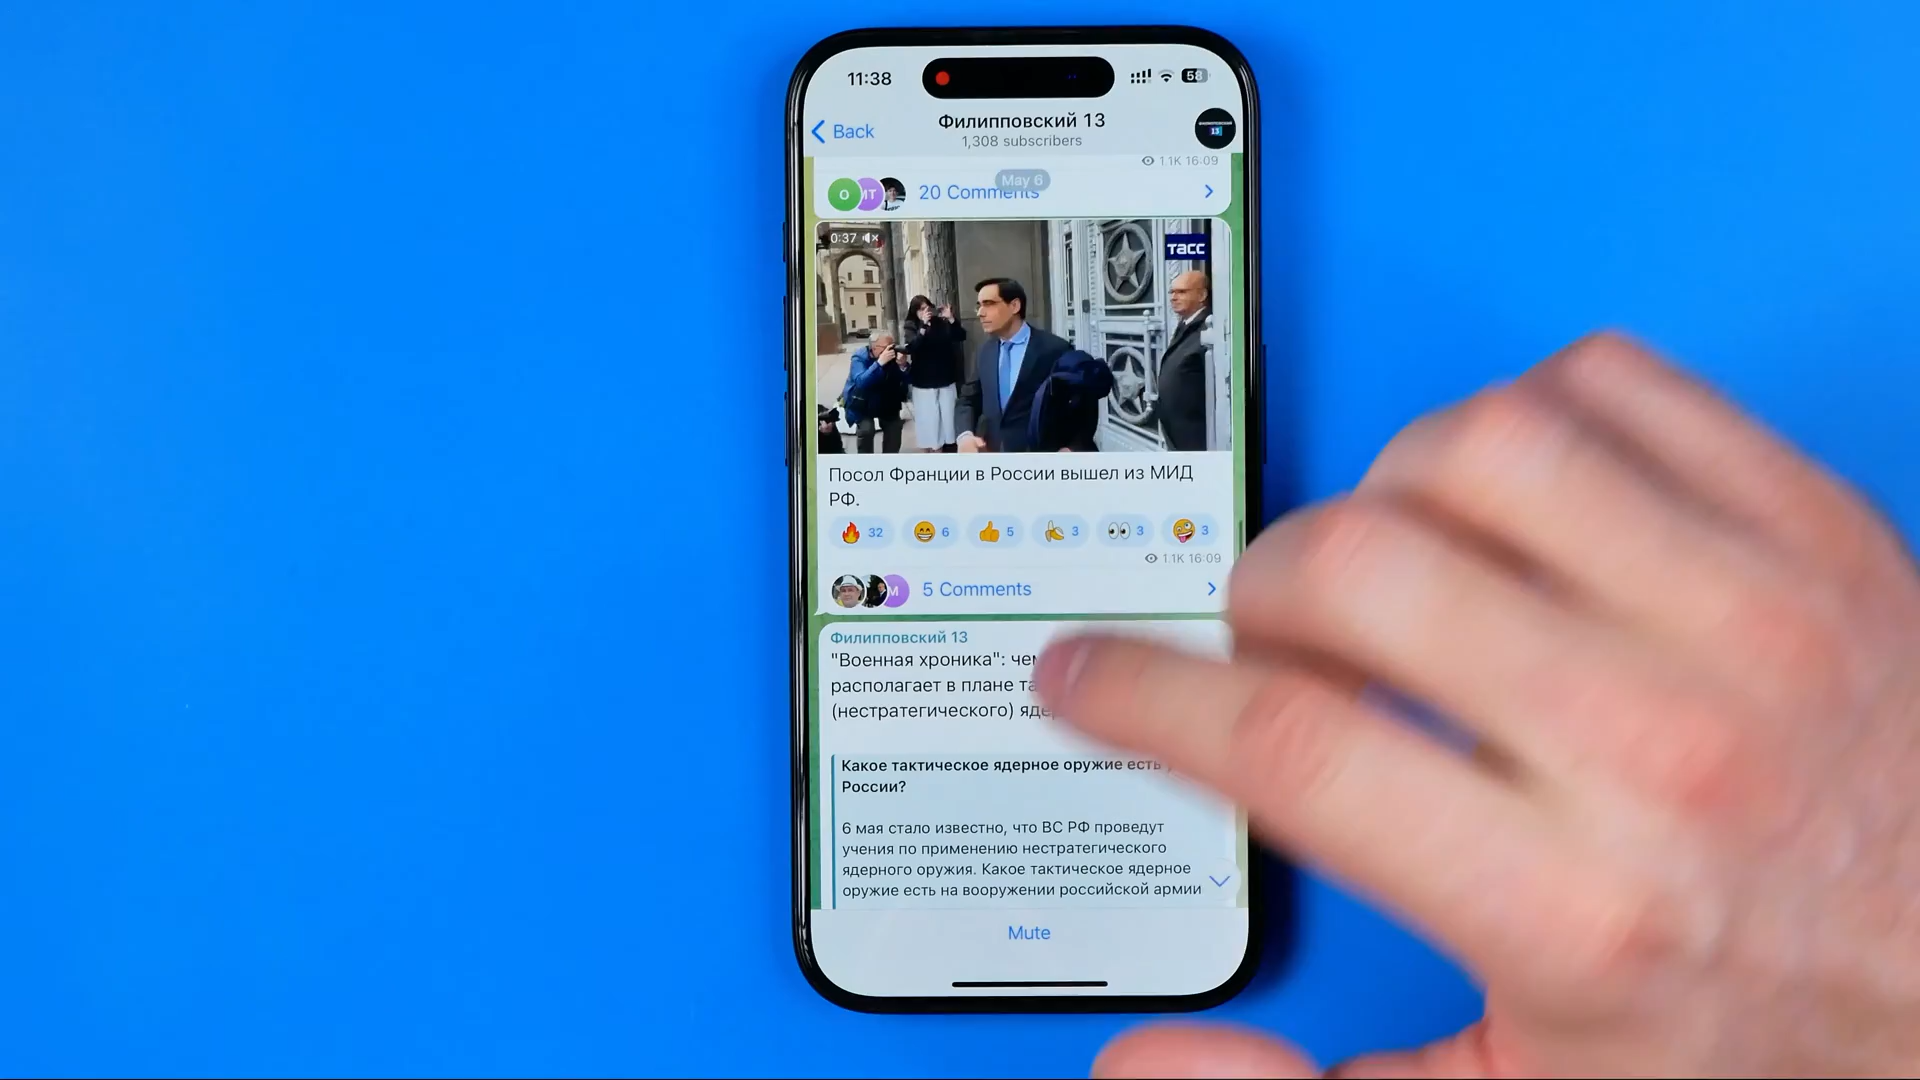 11:38
58
Back
Филипповский 13
1,308 subscribers
1.1K 16:09
May 6
20 Comments
0:37
ТАСС
Посол Франции в России вышел из МИД
РФ.
32 6 5 3 3 3
1.1K 16:09
5 Comments
Филипповский 13
"Военная хроника": чем
располагает в плане
(нестратегического)
Какое тактическое ядерное оружие есть у
России?
6 мая стало известно, что ВС РФ проведут
учения по применению нестратегического
ядерного оружия. Какое тактическое ядерное
оружие есть на вооружении российской армии
Mute